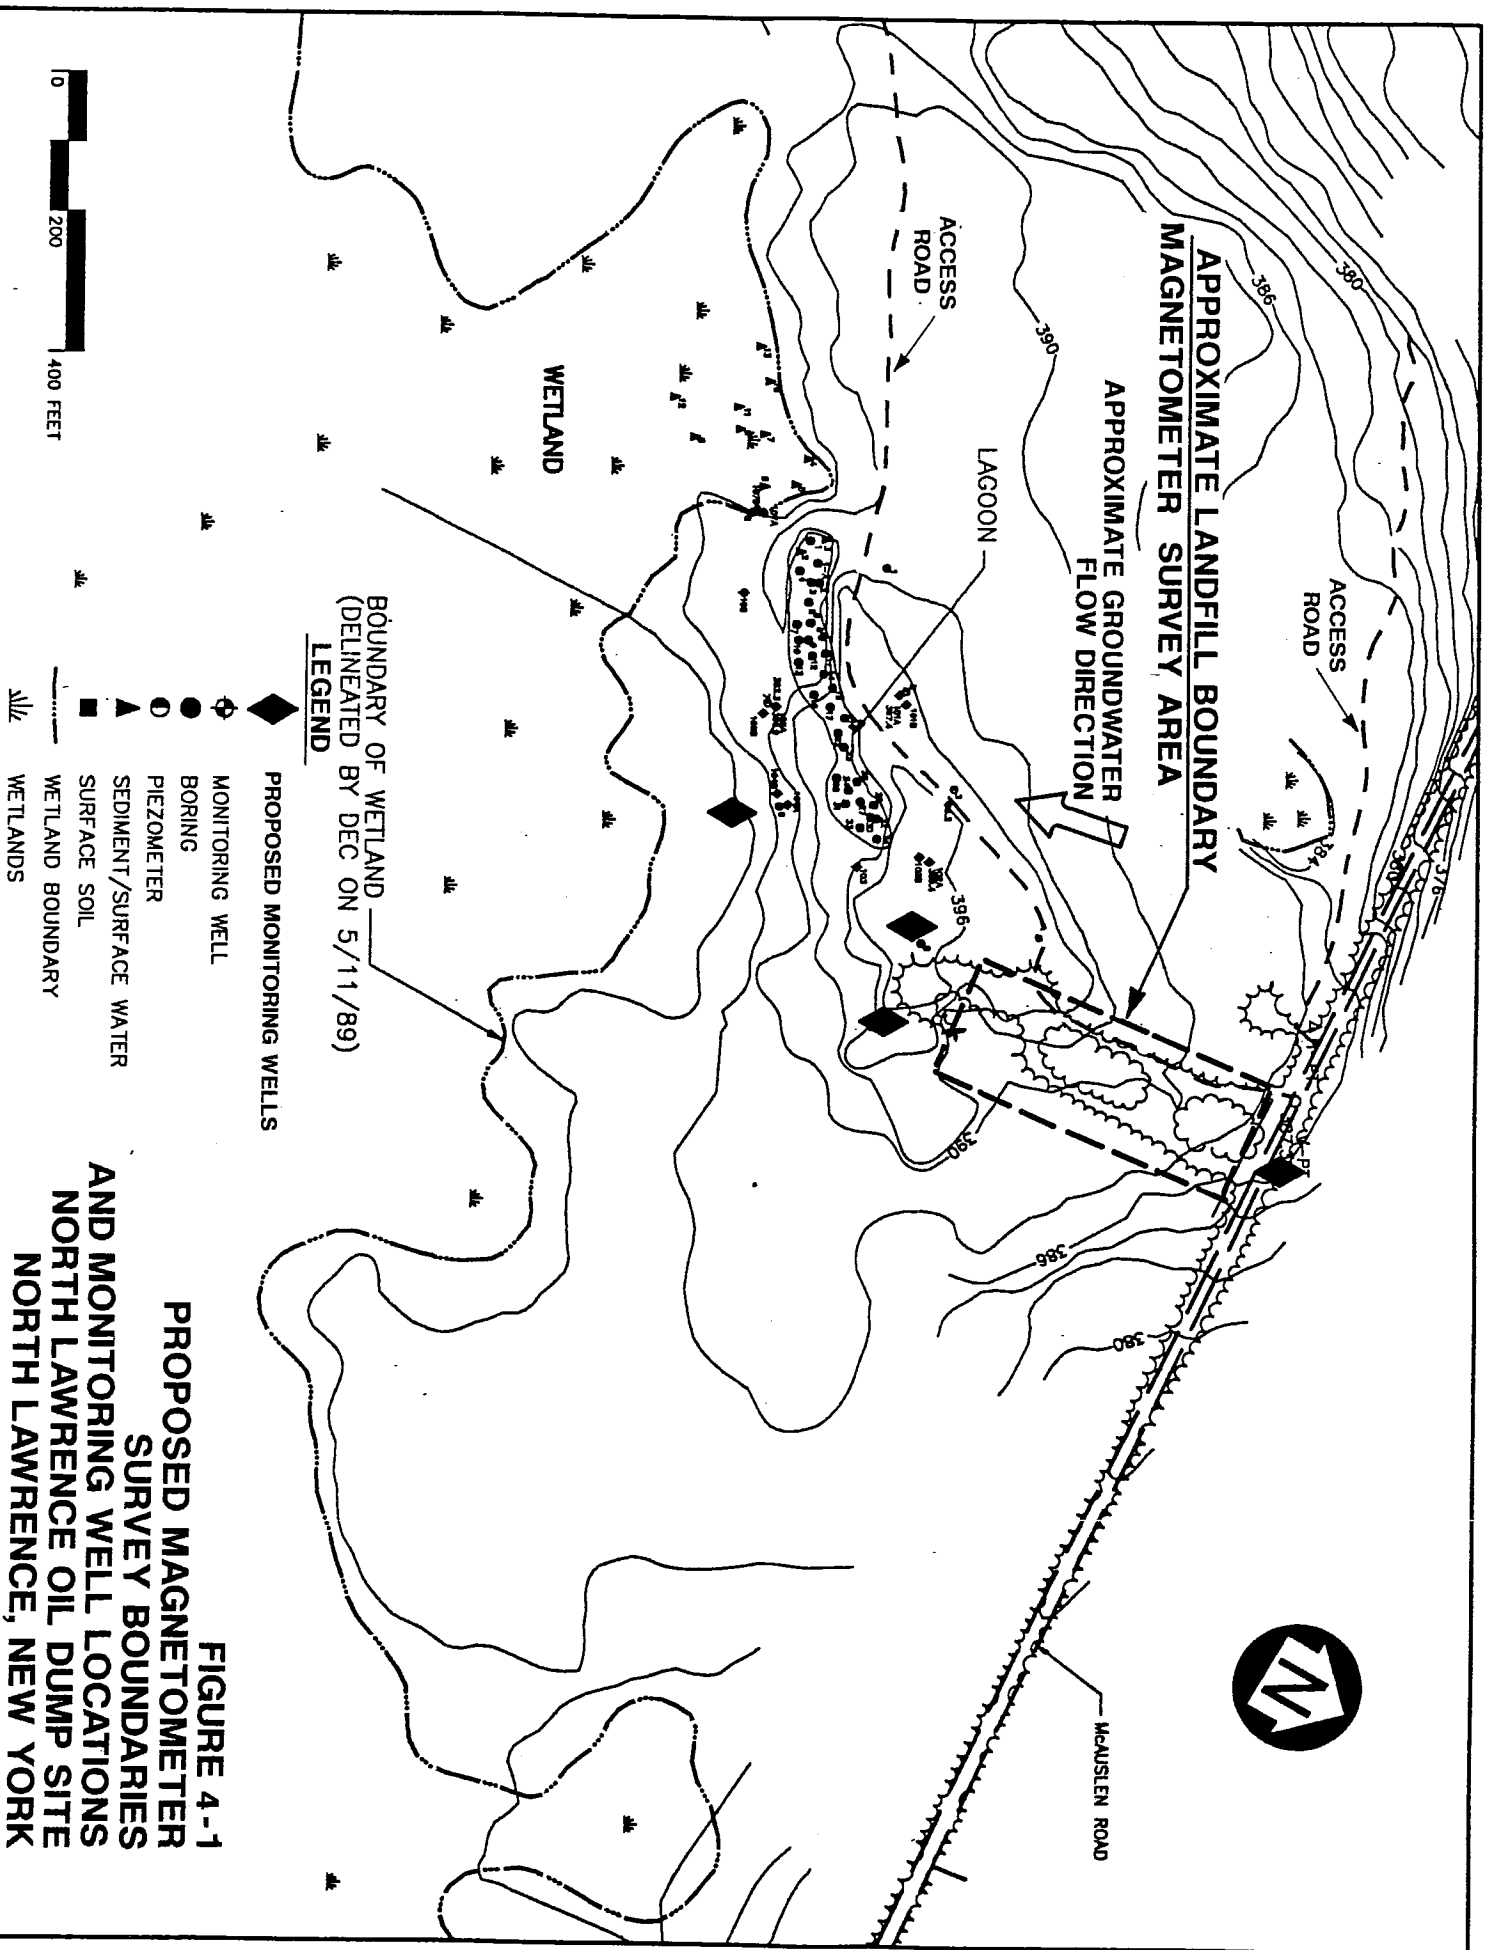 APPROXIMATE LANDFILL BOUNDARY
MAGNETOMETER SURVEY AREA
APPROXIMATE GROUNDWATER
FLOW DIRECTION
ACCESS
ROAD
ACCESS
ROAD
LAGOON
WETLAND
McAUSLEN ROAD
N
380
386
390
384
380
376
396
390
386
380
103
BOUNDARY OF WETLAND
(DELINEATED BY DEC ON 5/11/89)
LEGEND
PROPOSED MONITORING WELLS
MONITORING WELL
BORING
PIEZOMETER
SEDIMENT/SURFACE WATER
SURFACE SOIL
WETLAND BOUNDARY
WETLANDS
0
200
400 FEET
FIGURE 4-1
PROPOSED MAGNETOMETER
SURVEY BOUNDARIES
AND MONITORING WELL LOCATIONS
NORTH LAWRENCE OIL DUMP SITE
NORTH LAWRENCE, NEW YORK